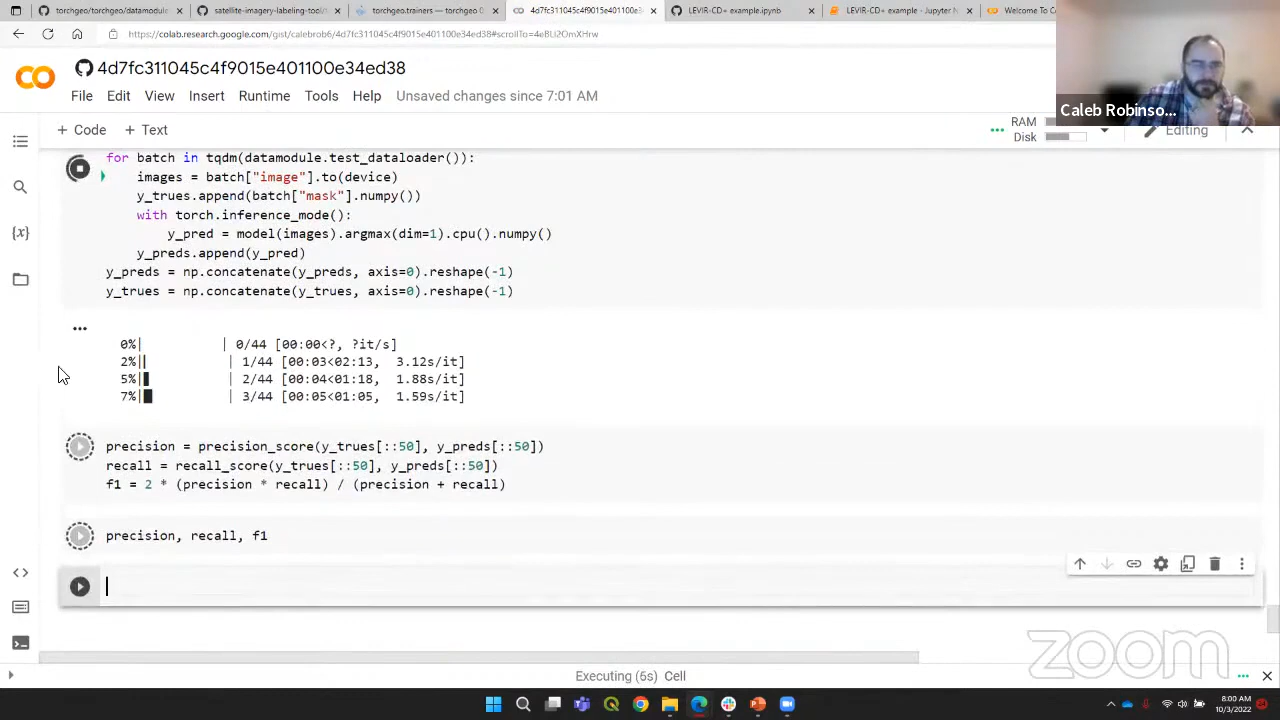 torchgeo/torchgeo/datamodule
satellite-imagery-labeling-tool/
torchgeo.trainers — torchgeo 0.
4d7fc311045c4f9015e401100e3
LEVIR-CD+ example.ipynb
LEVIR-CD+ example - Jupyter N
Welcome To C
https://colab.research.google.com/gist/calebrob6/4d7fc311045c4f9015e401100e34ed38#scrollTo=4eBLI2OmXHrw
CO
4d7fc311045c4f9015e401100e34ed38
File Edit View Insert Runtime Tools Help Unsaved changes since 7:01 AM
Caleb Robinso...
+ Code + Text
RAM
Disk
Editing
for batch in tqdm(datamodule.test_dataloader()):
images = batch["image"].to(device)
y_trues.append(batch["mask"].numpy())
with torch.inference_mode():
y_pred = model(images).argmax(dim=1).cpu().numpy()
y_preds.append(y_pred)
y_preds = np.concatenate(y_preds, axis=0).reshape(-1)
y_trues = np.concatenate(y_trues, axis=0).reshape(-1)
0%| | 0/44 [00:00<?, ?it/s]
2%| | 1/44 [00:03<02:13, 3.12s/it]
5%| | 2/44 [00:04<01:18, 1.88s/it]
7%| | 3/44 [00:05<01:05, 1.59s/it]
precision = precision_score(y_trues[::50], y_preds[::50])
recall = recall_score(y_trues[::50], y_preds[::50])
f1 = 2 * (precision * recall) / (precision + recall)
precision, recall, f1
zoom
Executing (6s) Cell
8:00 AM
10/3/2022